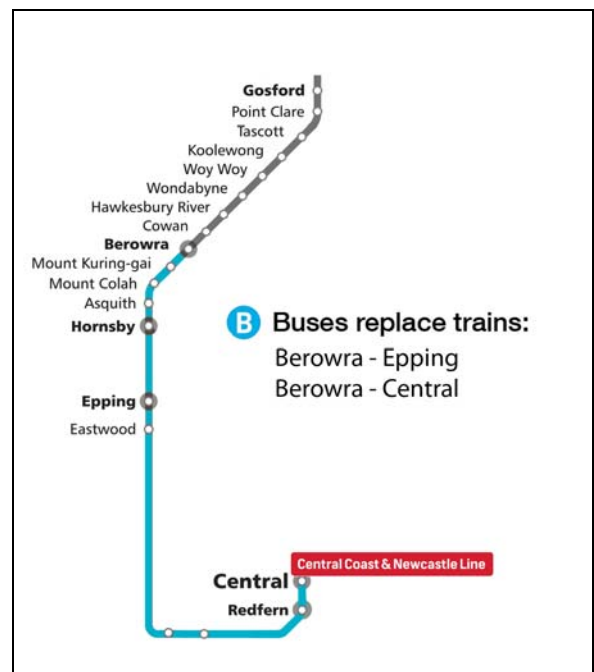 Gosford
Point Clare
Tascott
Koolewong
Woy Woy
Wondabyne
Hawkesbury River
Cowan
Berowra
Mount Kuring-gai
Mount Colah
Asquith
Hornsby
B Buses replace trains:
Berowra - Epping
Berowra - Central
Epping
Eastwood
Central Coast & Newcastle Line
Central
Redfern